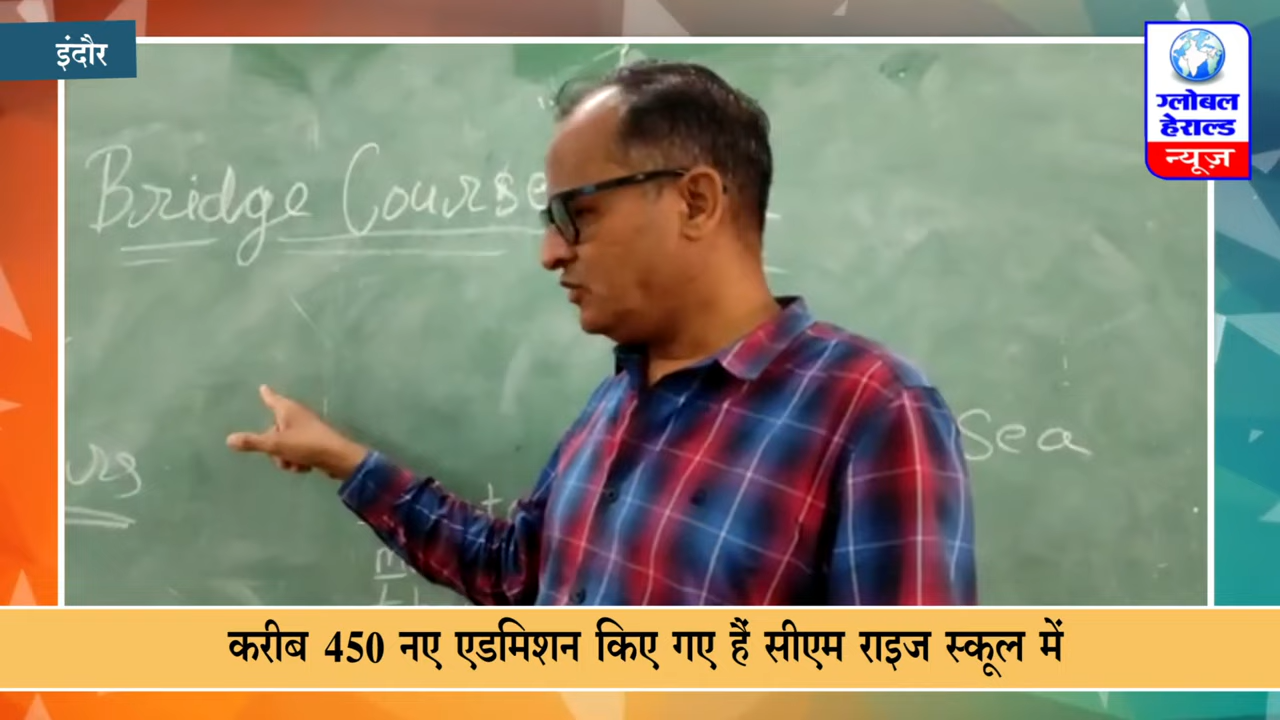 इंदौर
ग्लोबल
हेराल्ड
न्यूज़
Bridge Course
Sea
करीब 450 नए एडमिशन किए गए हैं सीएम राइज स्कूल में